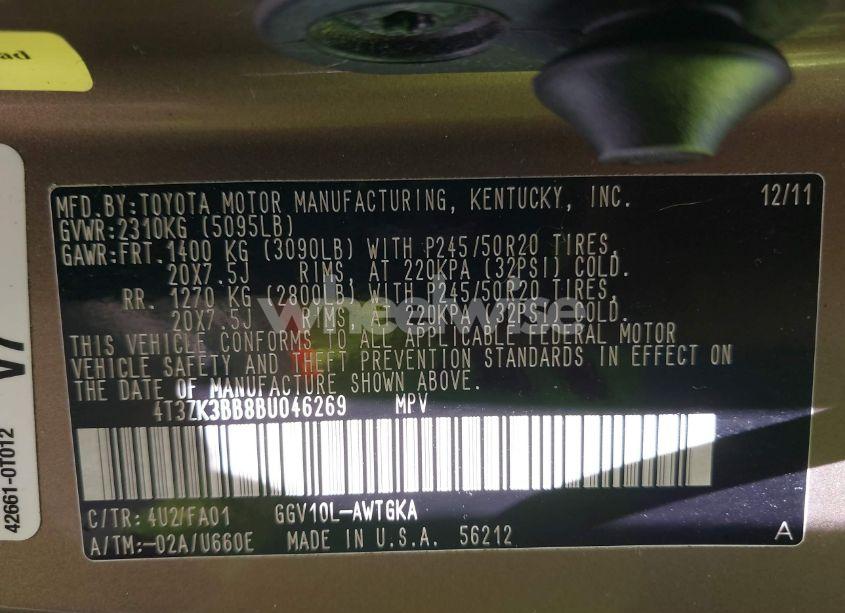 ad
MFD.BY:TOYOTA MOTOR MANUFACTURING, KENTUCKY, INC. 12/11
GVWR:2310KG (5095LB)
GAWR:FRT.1400 KG (3090LB) WITH P245/50R20 TIRES,
20X7.5J RIMS, AT 220KPA (32PSI) COLD.
RR. 1270 KG (2800LB) WITH P245/50R20 TIRES,
20X7.5J RIMS, AT 220KPA (32PSI) COLD.
wheelwise
THIS VEHICLE CONFORMS TO ALL APPLICABLE FEDERAL MOTOR
VEHICLE SAFETY AND THEFT PREVENTION STANDARDS IN EFFECT ON
THE DATE OF MANUFACTURE SHOWN ABOVE.
4T3ZK3BB8BU046269 MPV
C/TR: 4U2/FA01 GGV10L-AWTGKA
A/TM:-02A/U660E MADE IN U.S.A. 56212 A
42661-0T012